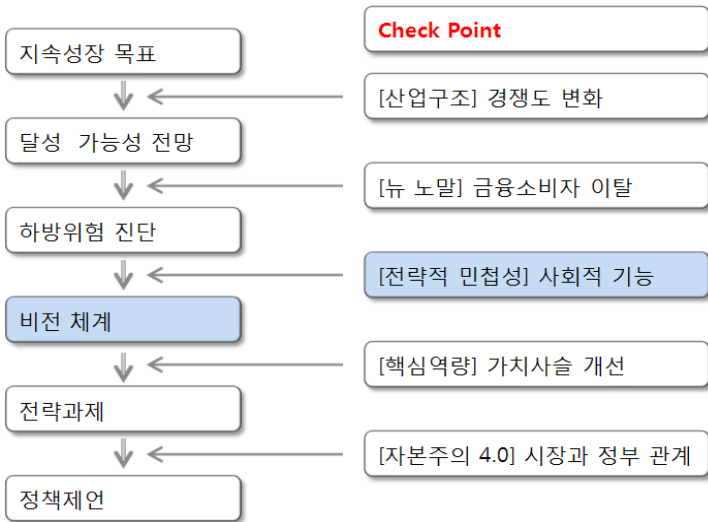 Check Point
지속성장 목표
[산업구조] 경쟁도 변화
달성 가능성 전망
[뉴 노말] 금융소비자 이탈
하방위험 진단
[전략적 민첩성] 사회적 기능
비전 체계
[핵심역량] 가치사슬 개선
전략과제
[자본주의 4.0] 시장과 정부 관계
정책제언